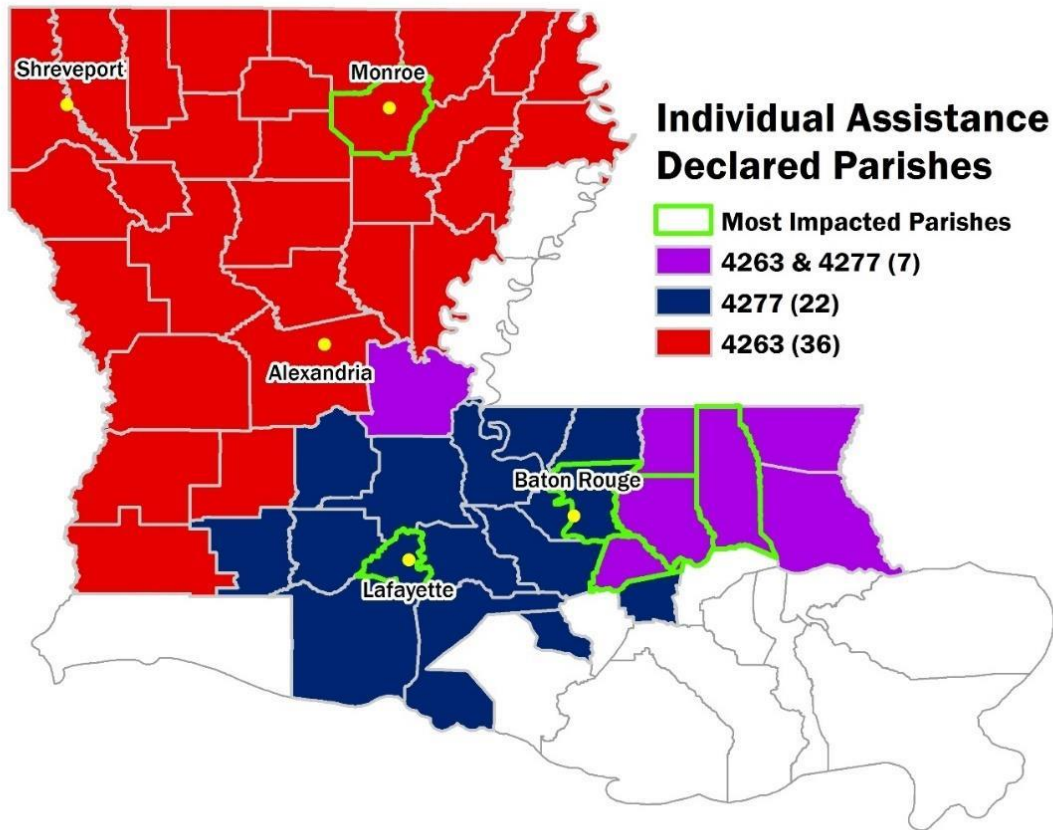 Shreveport
Monroe
Individual Assistance
Declared Parishes
Most Impacted Parishes
4263 & 4277 (7)
4277 (22)
4263 (36)
Alexandria
Baton Rouge
Lafayette